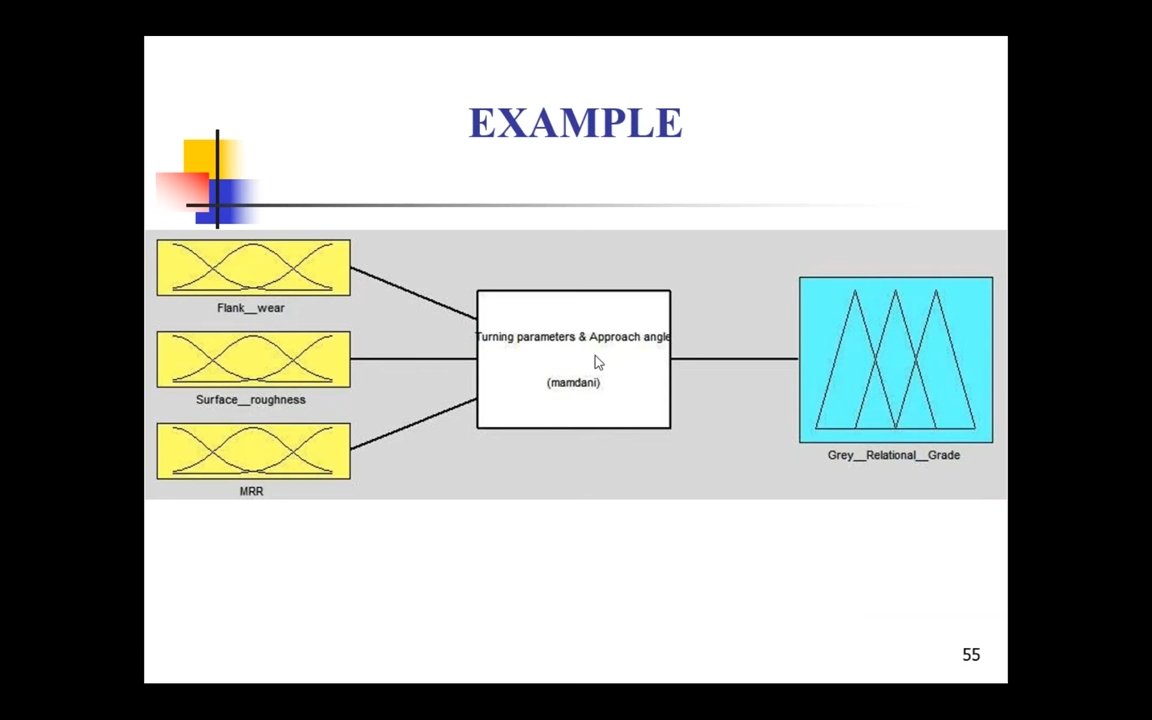 EXAMPLE
Flank__wear
Surface__roughness
MRR
Turning parameters & Approach angle
(mamdani)
Grey__Relational__Grade
55